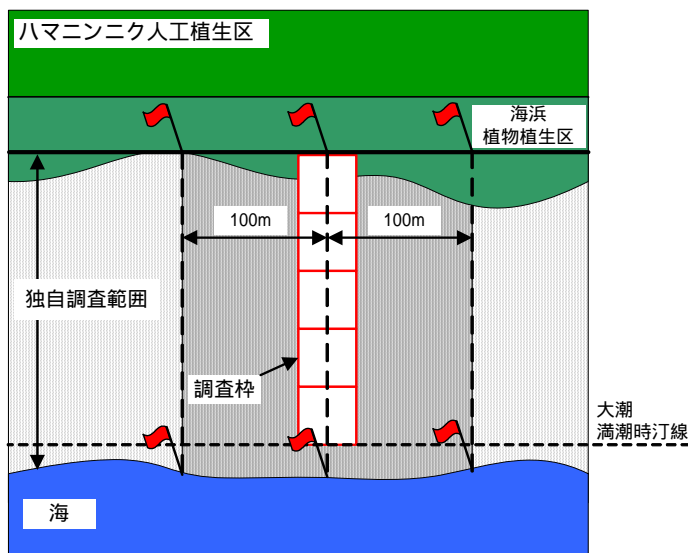 ハマニンニク人工植生区
海浜
植物植生区
100m
100m
独自調査範囲
調査枠
大潮
満潮時汀線
海